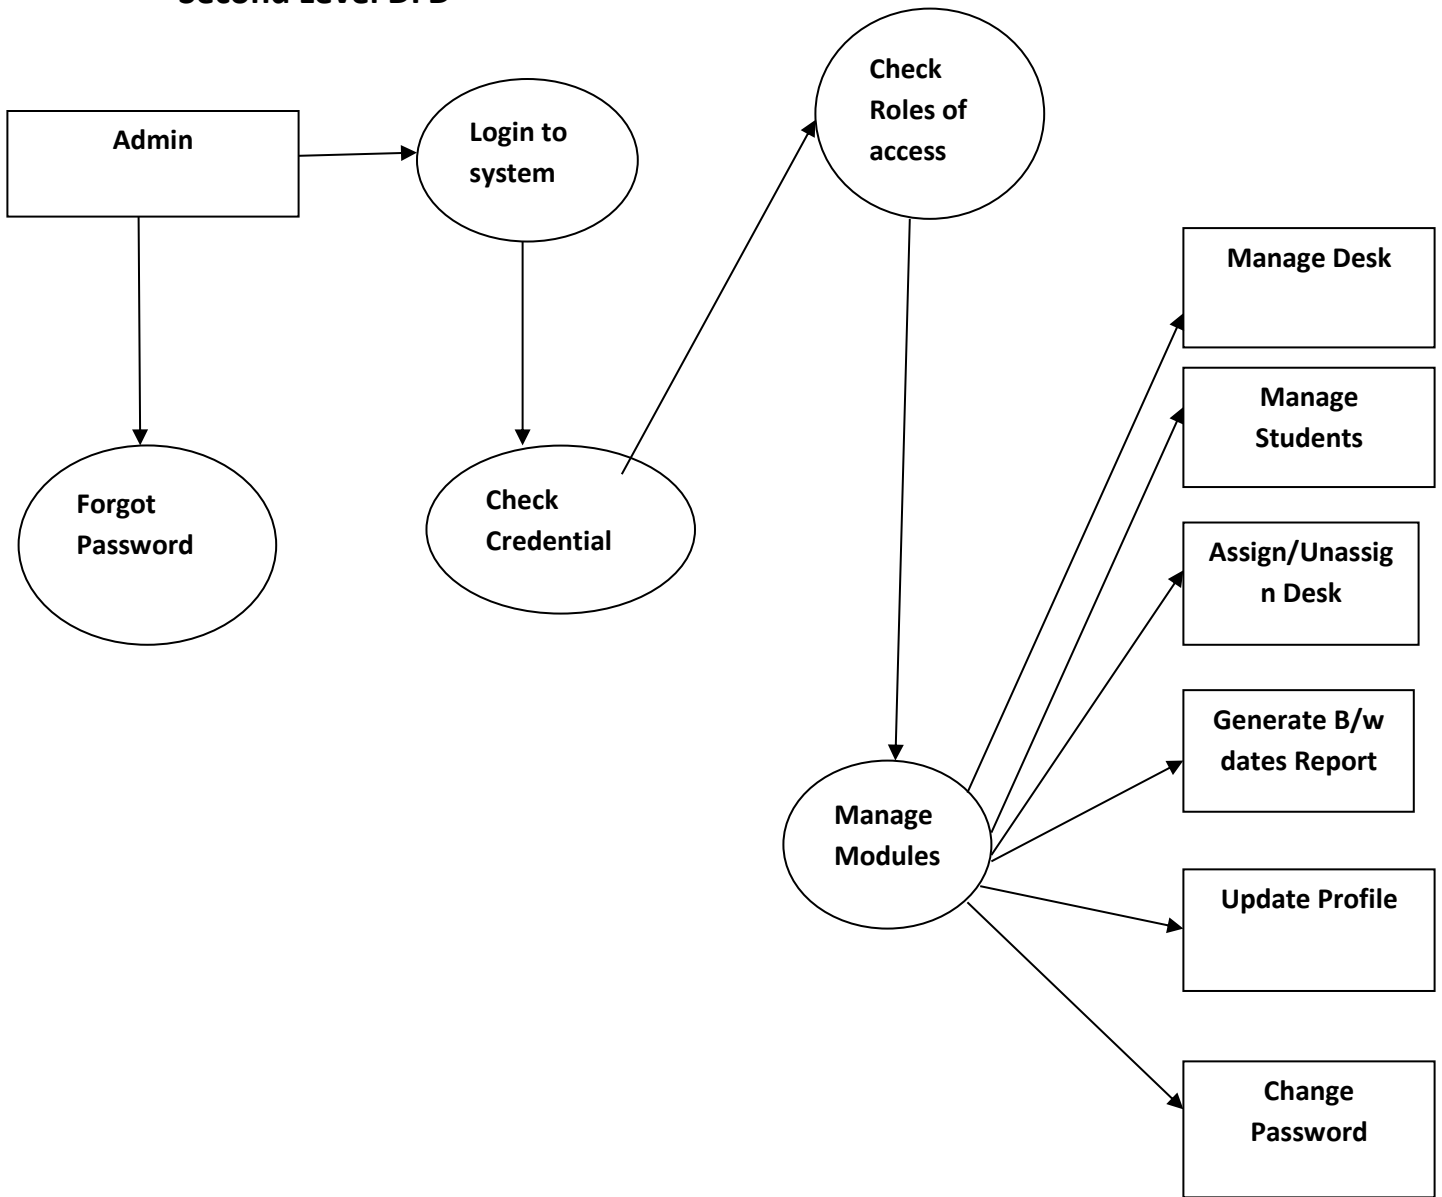 Second Level DFD
Admin
Login to
system
Check
Roles of
access
Forgot
Password
Check
Credential
Manage
Modules
Manage Desk
Manage
Students
Assign/Unassig
n Desk
Generate B/w
dates Report
Update Profile
Change
Password